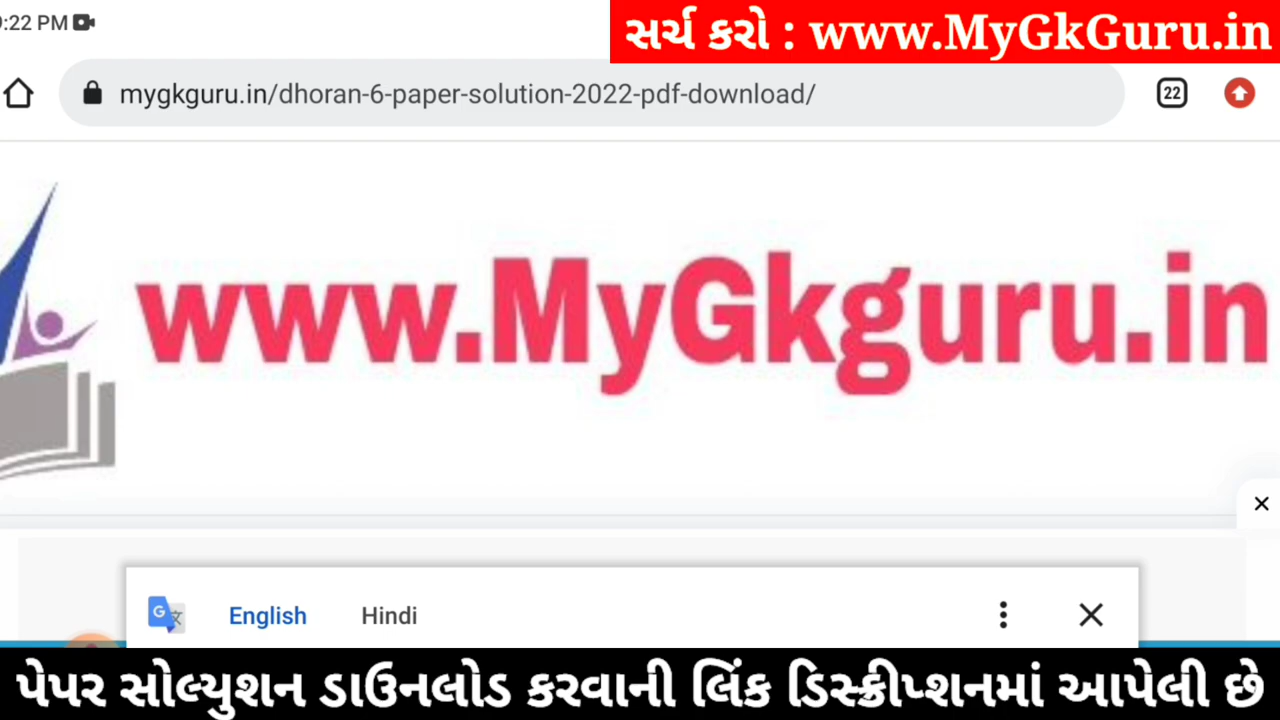 :22 PM
સર્ચ કરો : www.MyGkGuru.in
mygkguru.in/dhoran-6-paper-solution-2022-pdf-download/
22
www.MyGkguru.in
English Hindi
પેપર સોલ્યુશન ડાઉનલોડ કરવાની લિંક ડિસ્ક્રીપ્શનમાં આપેલી છે